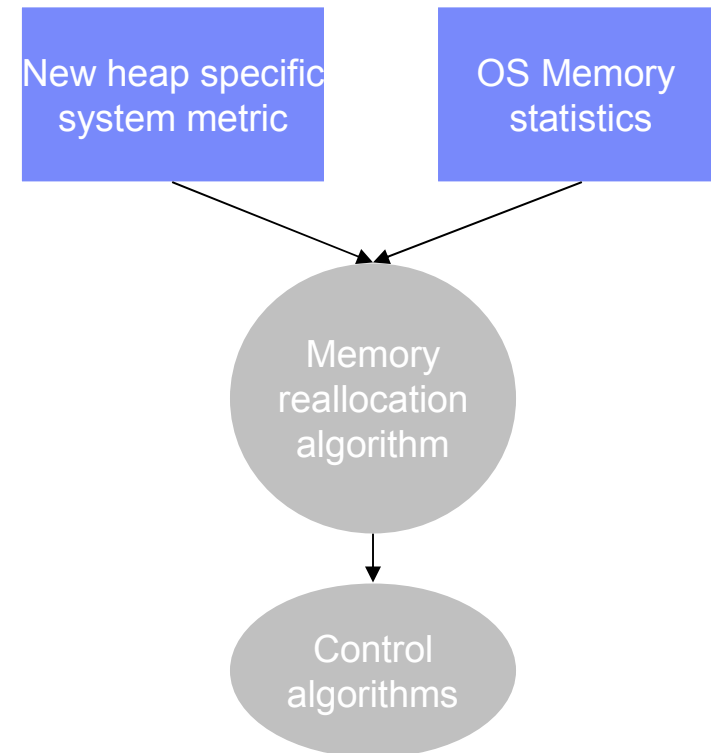 New heap specific
system metric
OS Memory
statistics
Memory
reallocation
algorithm
Control
algorithms